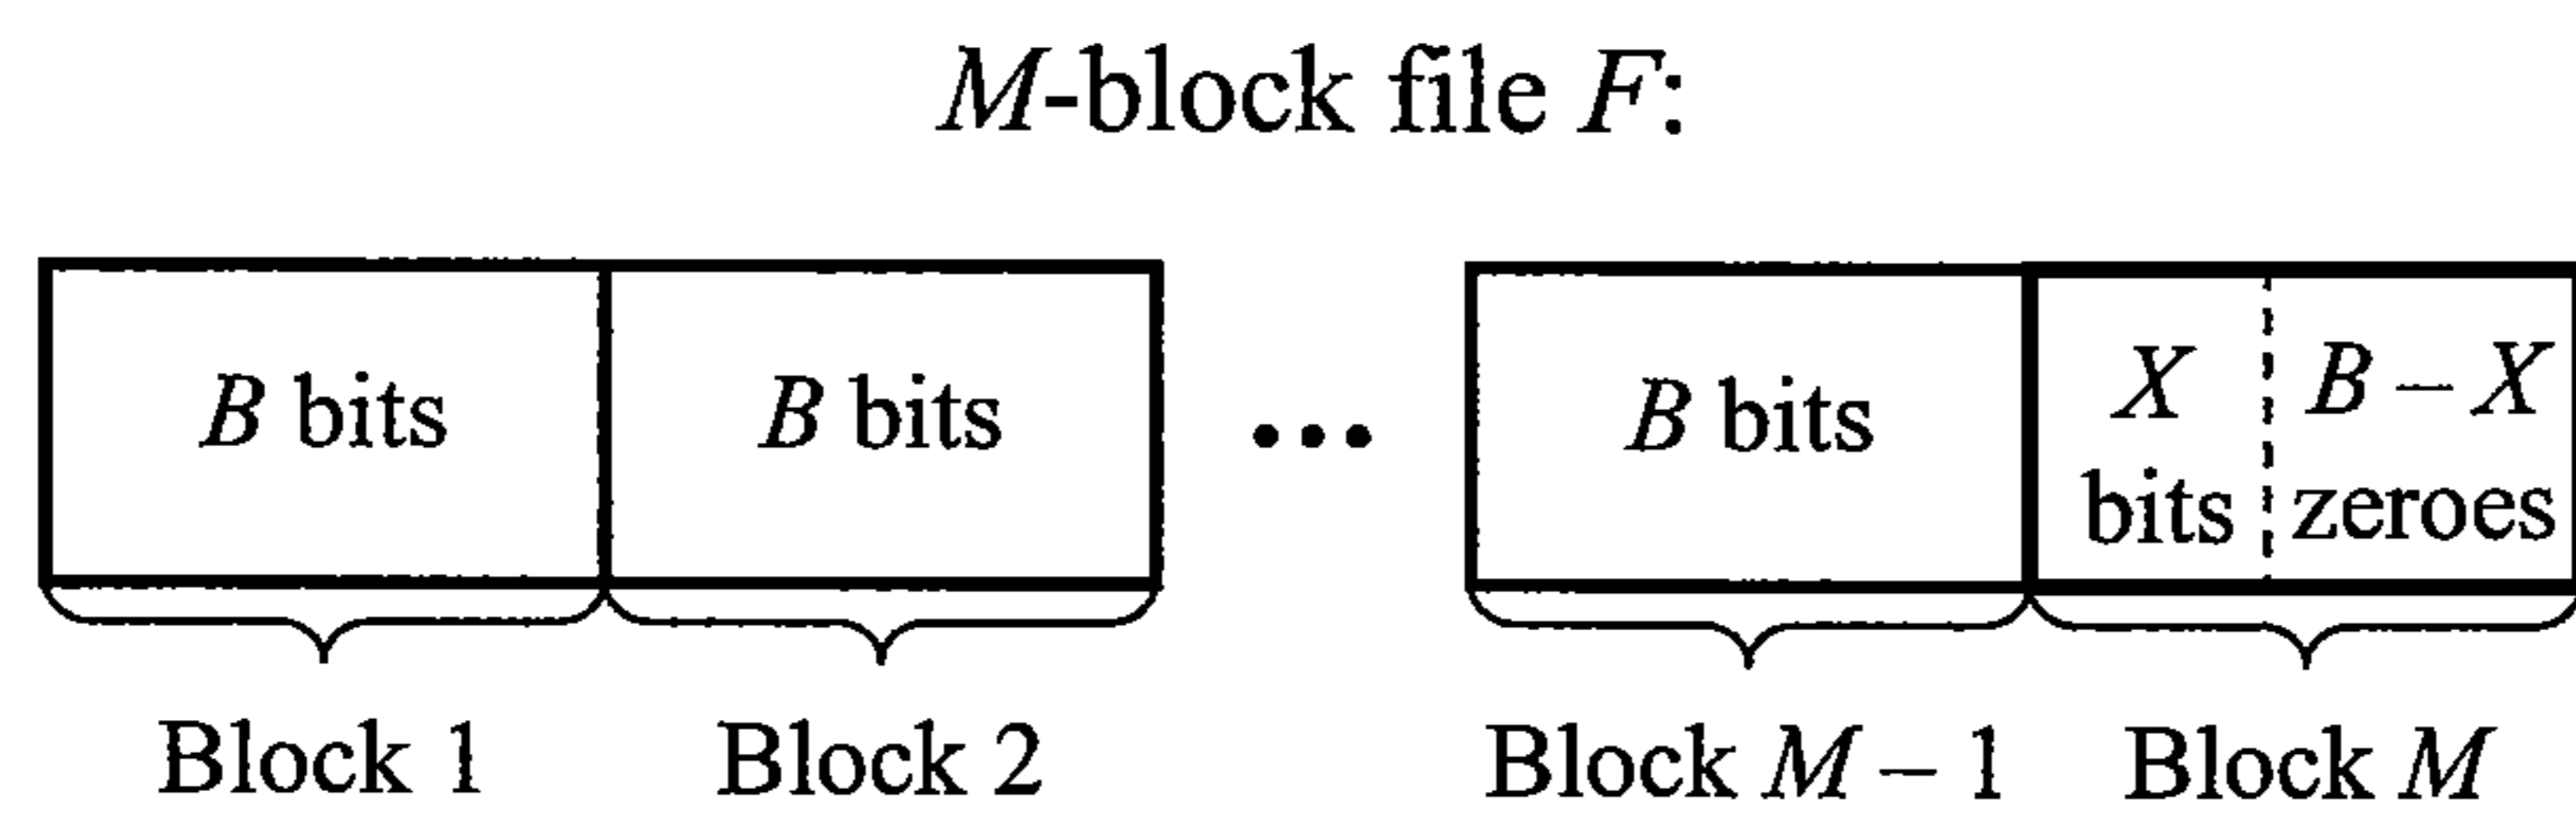 M-block file F:
B bits B bits ... B bits X bits B – X zeroes
Block 1 Block 2 Block M – 1 Block M